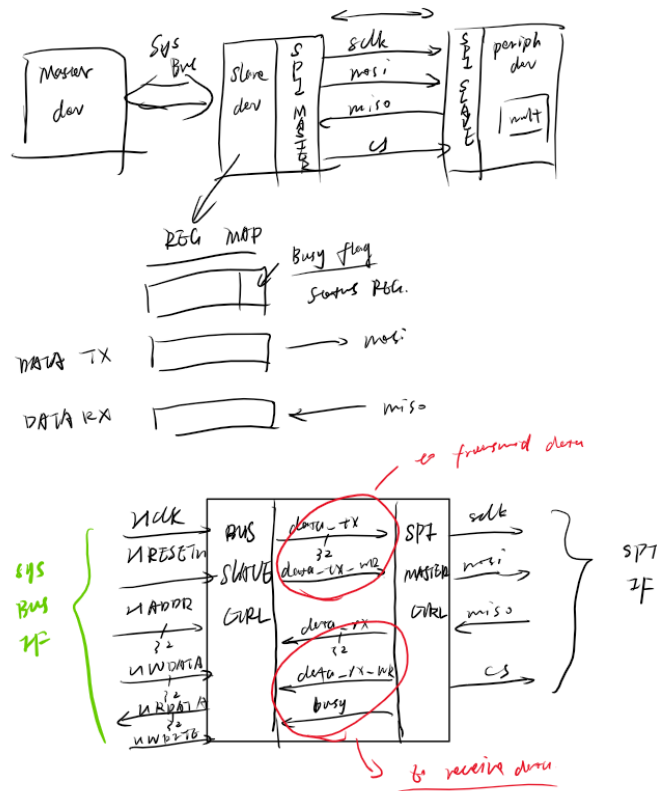 Master
dev
Sys
Bus
Slave
dev
SPI MASTER
sclk
mosi
miso
cs
SPI SLAVE
periph
dev
mult
REG MAP
Busy flag
Status REG.
DATA TX
mosi
DATA RX
miso
to transmit data
HCLK
HRESETn
HADDR
32
HWDATA
32
HRDATA
32
HWRITE
SYS
BUS
IF
BUS
SLAVE
CTRL
data_tx
32
data_tx_WR
data_rx
32
data_rx_WR
busy
SPI
MASTER
CTRL
sclk
mosi
miso
cs
SPI
IF
to receive data